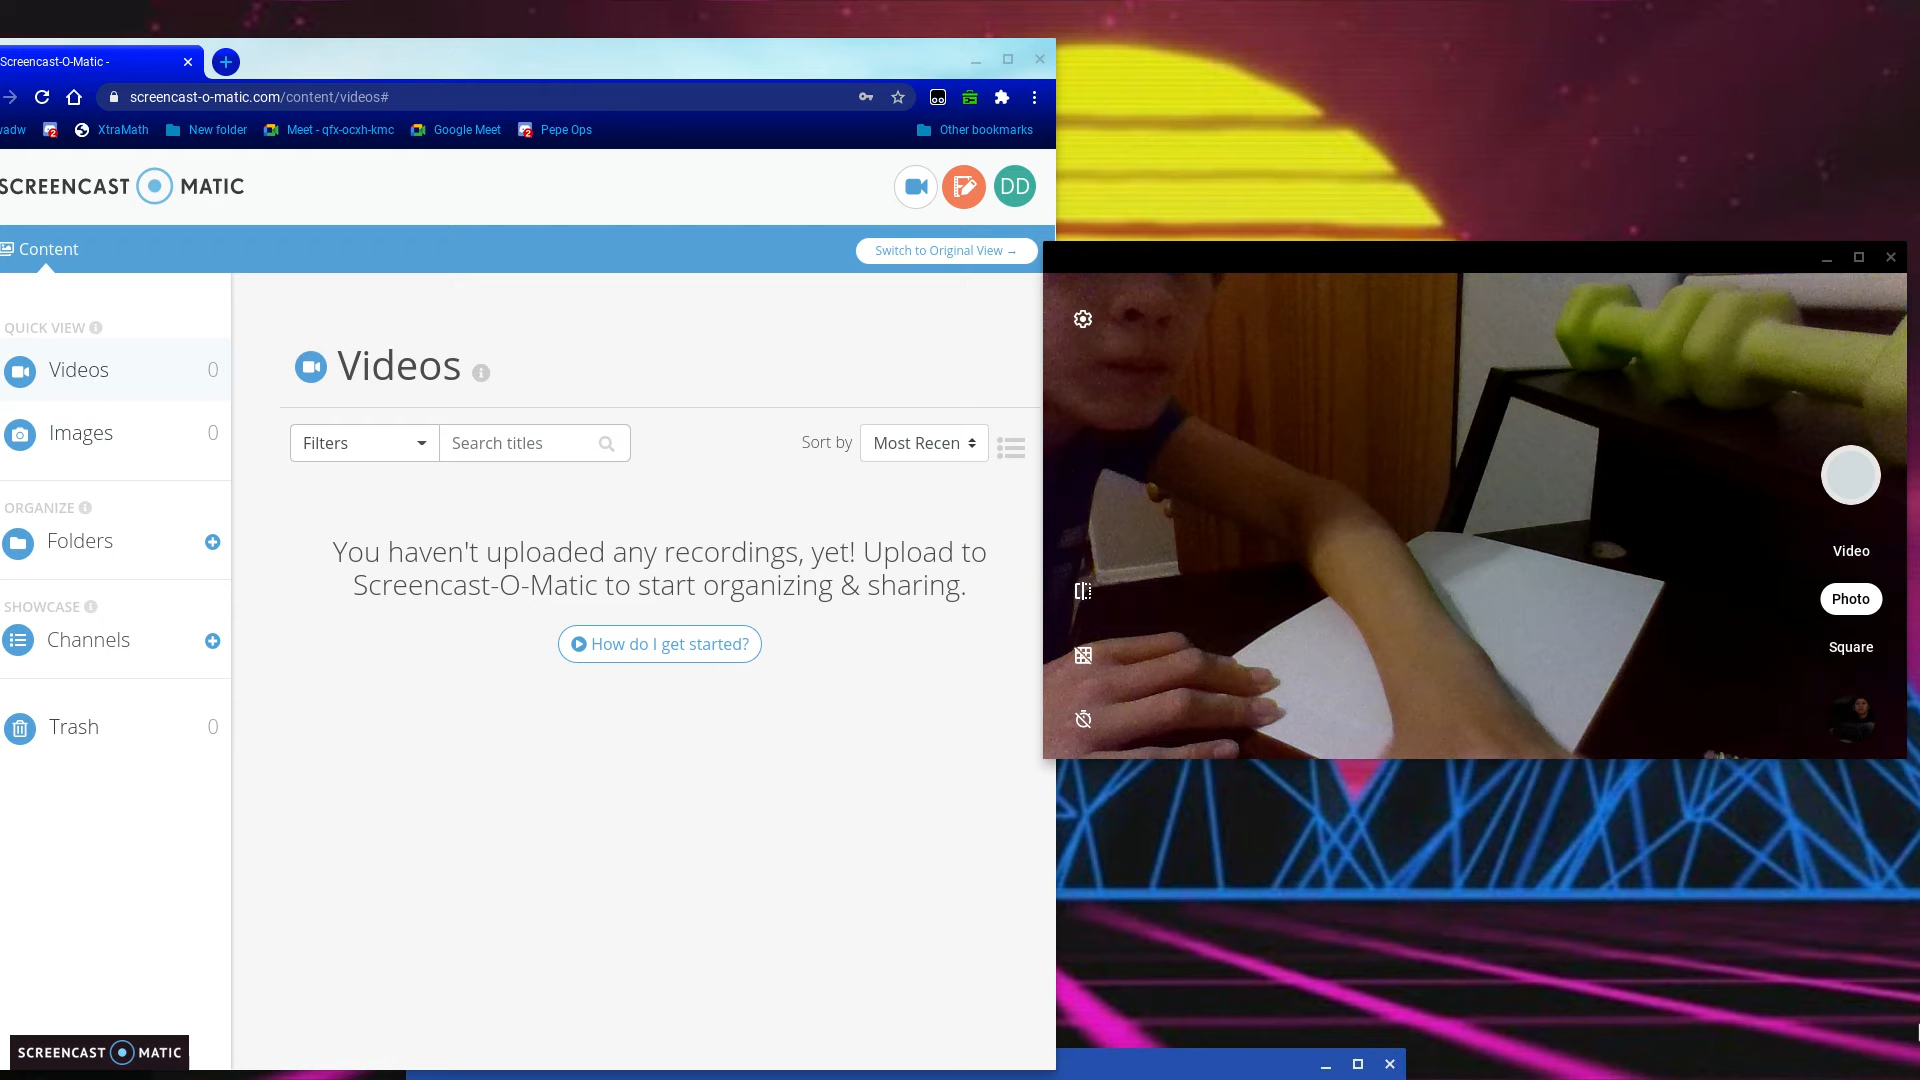 Screencast-O-Matic -
screencast-o-matic.com/content/videos#
vadw
2
XtraMath
New folder
Meet - qfx-ocxh-kmc
Google Meet
2
Pepe Ops
Other bookmarks
SCREENCAST MATIC
DD
Content
Switch to Original View →
QUICK VIEW
Videos 0
Images 0
ORGANIZE
Folders
SHOWCASE
Channels
Trash 0
Videos
Filters
Search titles
Sort by
Most Recen
You haven't uploaded any recordings, yet! Upload to
Screencast-O-Matic to start organizing & sharing.
How do I get started?
Video
Photo
Square
SCREENCAST MATIC